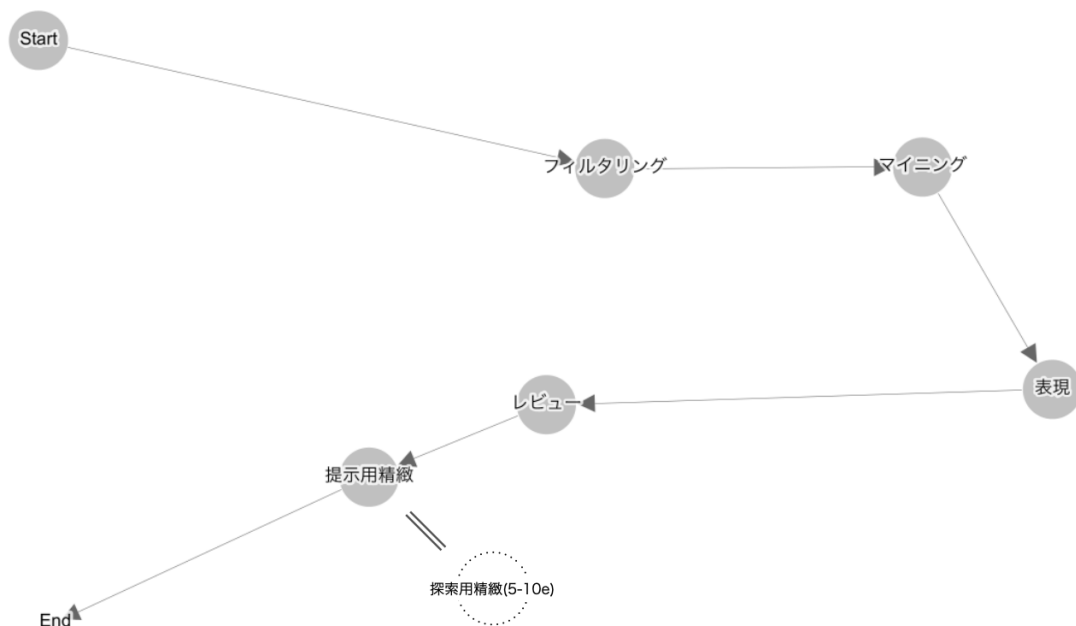 Start
フィルタリング
マイニング
表現
レビュー
提示用精緻
探索用精緻(5-10e)
End